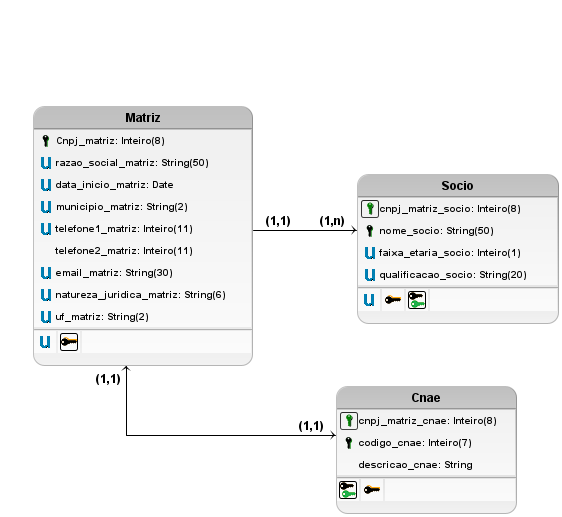 Matriz
Cnpj_matriz: Inteiro(8)
razao_social_matriz: String(50)
data_inicio_matriz: Date
municipio_matriz: String(2)
telefone1_matriz: Inteiro(11)
telefone2_matriz: Inteiro(11)
email_matriz: String(30)
natureza_juridica_matriz: String(6)
uf_matriz: String(2)
(1,1)
(1,n)
Socio
cnpj_matriz_socio: Inteiro(8)
nome_socio: String(50)
faixa_etaria_socio: Inteiro(1)
qualificacao_socio: String(20)
(1,1)
(1,1)
Cnae
cnpj_matriz_cnae: Inteiro(8)
codigo_cnae: Inteiro(7)
descricao_cnae: String